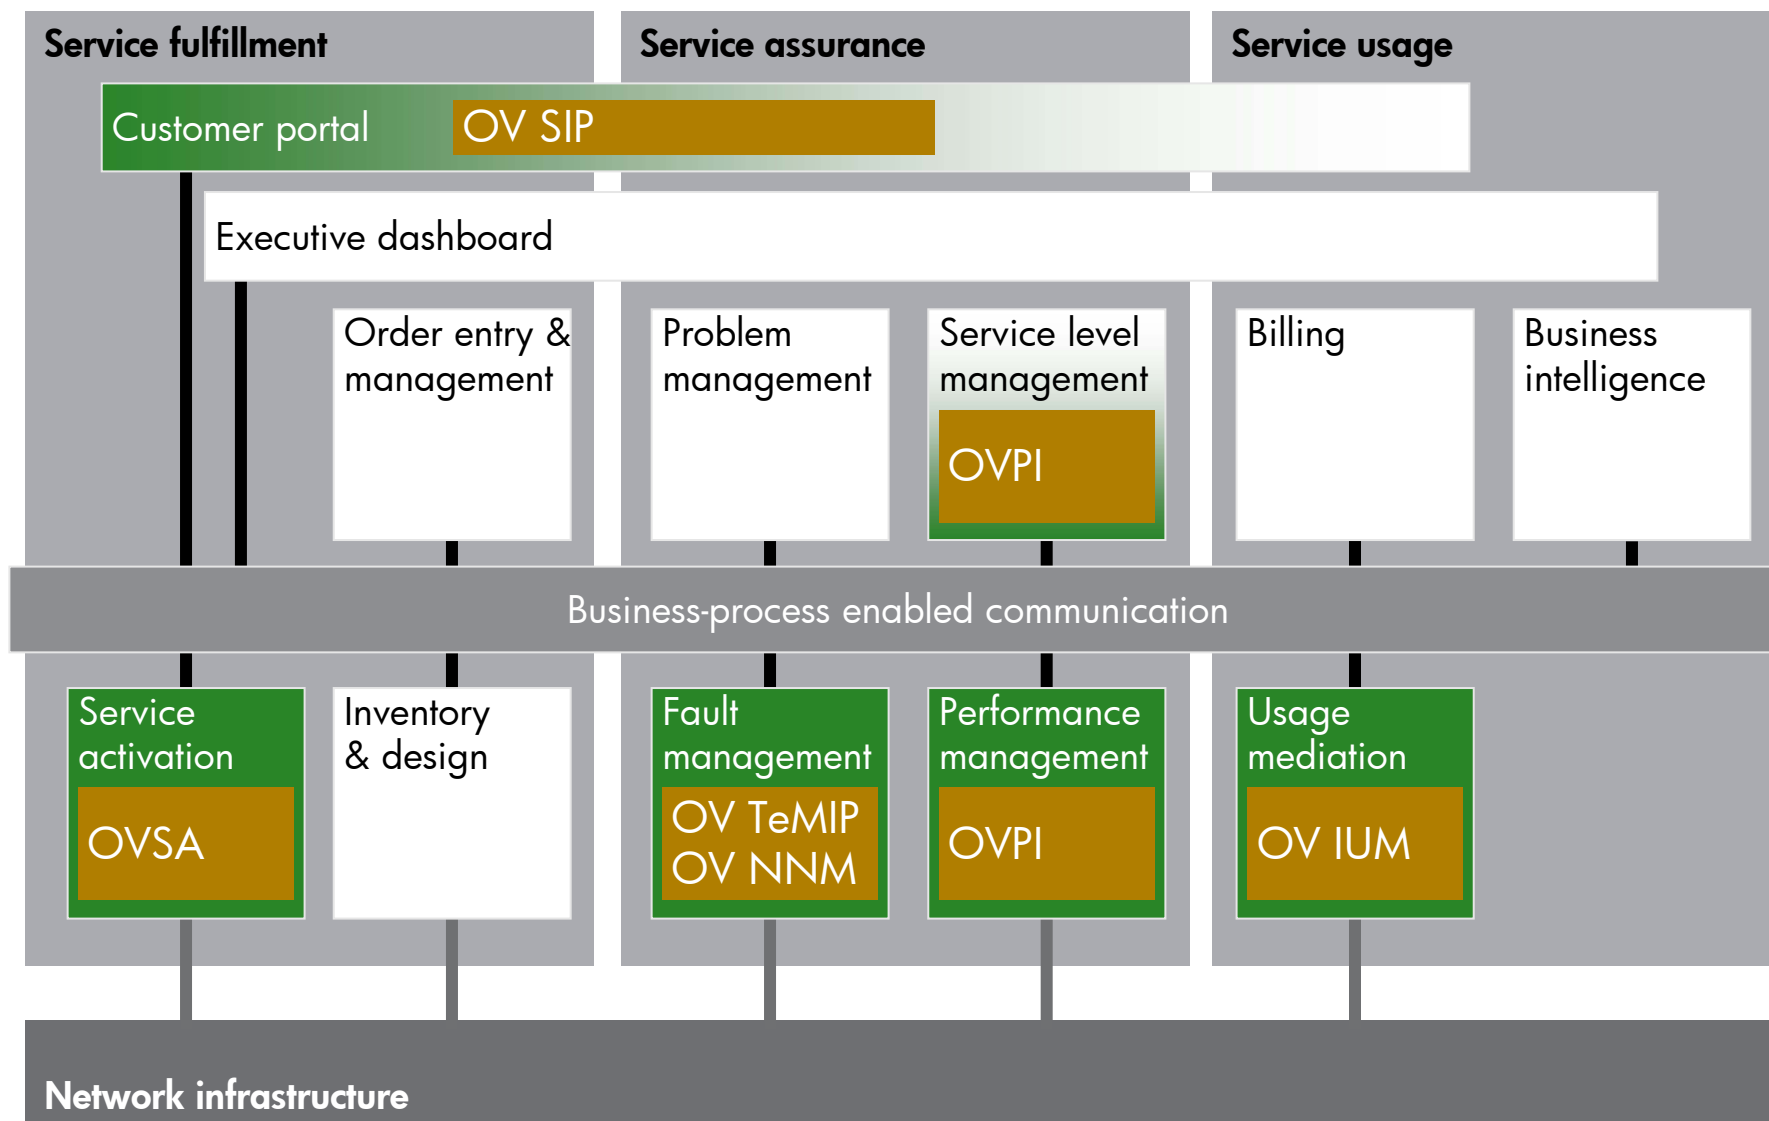 Service fulfillment
Service assurance
Service usage
Customer portal
OV SIP
Executive dashboard
Order entry &
management
Problem
management
Service level
management
OVPI
Billing
Business
intelligence
Business-process enabled communication
Service
activation
OVSA
Inventory
& design
Fault
management
OV TeMIP
OV NNM
Performance
management
OVPI
Usage
mediation
OV IUM
Network infrastructure